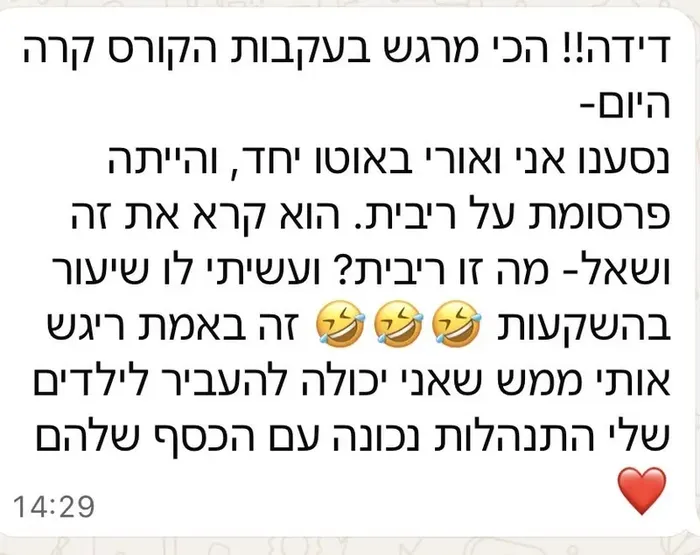 דידה!! הכי מרגש בעקבות הקורס קרה
היום-
נסענו אני ואורי באוטו יחד, והייתה
פרסומת על ריבית. הוא קרא את זה
ושאל- מה זו ריבית? ועשיתי לו שיעור
בהשקעות 🤣🤣🤣 זה באמת ריגש
אותי ממש שאני יכולה להעביר לילדים
שלי התנהלות נכונה עם הכסף שלהם
❤️
14:29